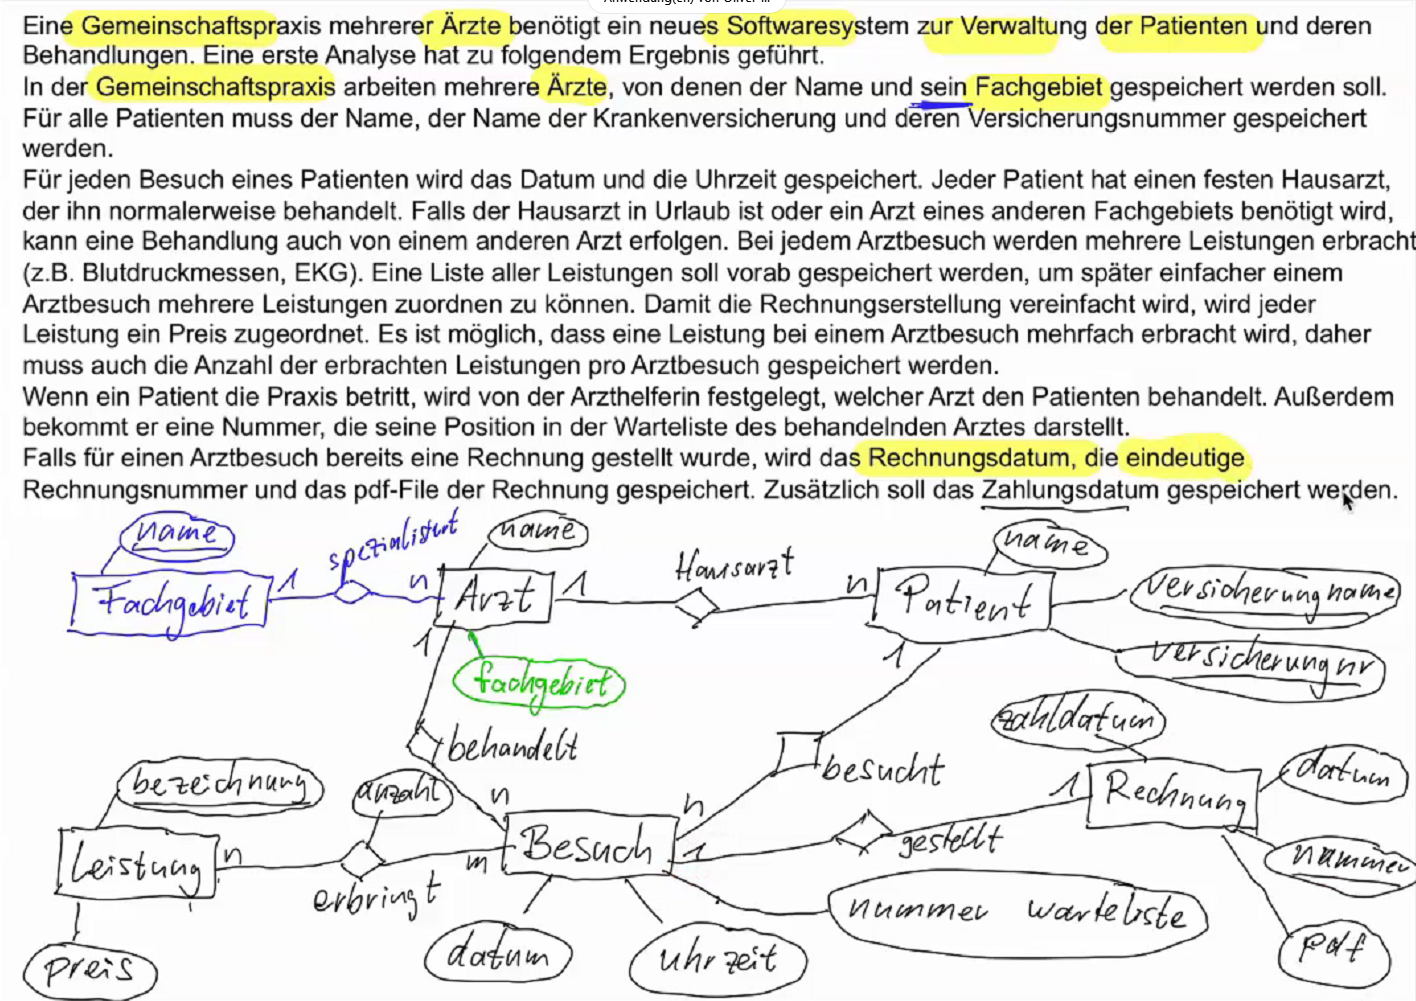 Eine Gemeinschaftspraxis mehrerer Ärzte benötigt ein neues Softwaresystem zur Verwaltung der Patienten und deren
Behandlungen. Eine erste Analyse hat zu folgendem Ergebnis geführt.
In der Gemeinschaftspraxis arbeiten mehrere Ärzte, von denen der Name und sein Fachgebiet gespeichert werden soll.
Für alle Patienten muss der Name, der Name der Krankenversicherung und deren Versicherungsnummer gespeichert
werden.
Für jeden Besuch eines Patienten wird das Datum und die Uhrzeit gespeichert. Jeder Patient hat einen festen Hausarzt,
der ihn normalerweise behandelt. Falls der Hausarzt in Urlaub ist oder ein Arzt eines anderen Fachgebiets benötigt wird,
kann eine Behandlung auch von einem anderen Arzt erfolgen. Bei jedem Arztbesuch werden mehrere Leistungen erbracht
(z.B. Blutdruckmessen, EKG). Eine Liste aller Leistungen soll vorab gespeichert werden, um später einfacher einem
Arztbesuch mehrere Leistungen zuordnen zu können. Damit die Rechnungserstellung vereinfacht wird, wird jeder
Leistung ein Preis zugeordnet. Es ist möglich, dass eine Leistung bei einem Arztbesuch mehrfach erbracht wird, daher
muss auch die Anzahl der erbrachten Leistungen pro Arztbesuch gespeichert werden.
Wenn ein Patient die Praxis betritt, wird von der Arzthelferin festgelegt, welcher Arzt den Patienten behandelt. Außerdem
bekommt er eine Nummer, die seine Position in der Warteliste des behandelnden Arztes darstellt.
Falls für einen Arztbesuch bereits eine Rechnung gestellt wurde, wird das Rechnungsdatum, die eindeutige
Rechnungsnummer und das pdf-File der Rechnung gespeichert. Zusätzlich soll das Zahlungsdatum gespeichert werden.
name spezialisiert name name
Fachgebiet 1 n Arzt 1 Hausarzt n Patient versicherungname
1 fachgebiet 1 versicherungnr
zahldatum
behandelt besucht datum
bezeichnung anzahl n n 1 Rechnung
Leistung n m Besuch 1 gestellt nummer
erbringt nummer warteliste
preis datum uhrzeit pdf